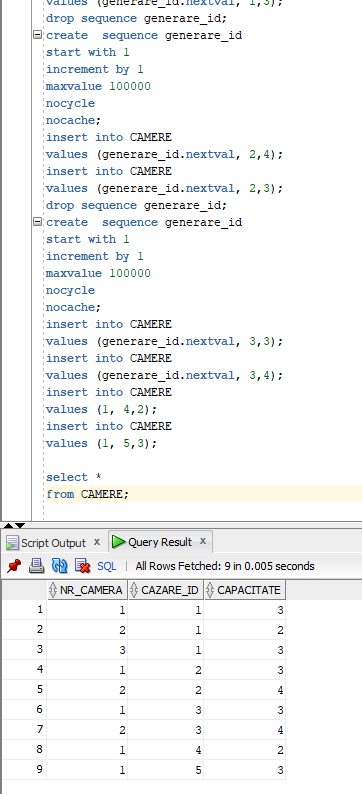 values (generare_id.nextval, 1,3);
drop sequence generare_id;
create  sequence generare_id
start with 1
increment by 1
maxvalue 100000
nocycle
nocache;
insert into CAMERE
values (generare_id.nextval, 2,4);
insert into CAMERE
values (generare_id.nextval, 2,3);
drop sequence generare_id;
create  sequence generare_id
start with 1
increment by 1
maxvalue 100000
nocycle
nocache;
insert into CAMERE
values (generare_id.nextval, 3,3);
insert into CAMERE
values (generare_id.nextval, 3,4);
insert into CAMERE
values (1, 4,2);
insert into CAMERE
values (1, 5,3);
select *
from CAMERE;
Script Output x Query Result x
SQL | All Rows Fetched: 9 in 0.005 seconds
NR_CAMERA CAZARE_ID CAPACITATE
1 1 1 3
2 2 1 2
3 3 1 3
4 1 2 3
5 2 2 4
6 1 3 3
7 2 3 4
8 1 4 2
9 1 5 3